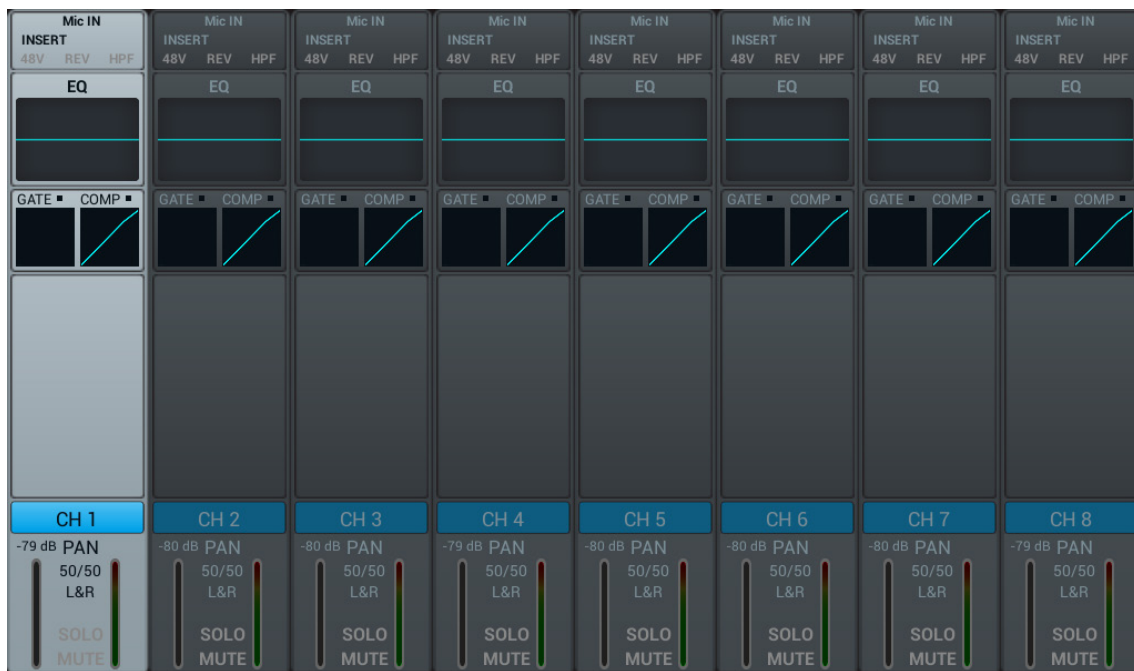 Mic IN Mic IN Mic IN Mic IN Mic IN Mic IN Mic IN Mic IN
INSERT INSERT INSERT INSERT INSERT INSERT INSERT INSERT
48V REV HPF 48V REV HPF 48V REV HPF 48V REV HPF 48V REV HPF 48V REV HPF 48V REV HPF 48V REV HPF
EQ EQ EQ EQ EQ EQ EQ EQ
GATE COMP GATE COMP GATE COMP GATE COMP GATE COMP GATE COMP GATE COMP GATE COMP
CH 1 CH 2 CH 3 CH 4 CH 5 CH 6 CH 7 CH 8
-79 dB PAN -80 dB PAN -80 dB PAN -79 dB PAN -80 dB PAN -80 dB PAN -80 dB PAN -79 dB PAN
50/50 50/50 50/50 50/50 50/50 50/50 50/50 50/50
L&R L&R L&R L&R L&R L&R L&R L&R
SOLO SOLO SOLO SOLO SOLO SOLO SOLO SOLO
MUTE MUTE MUTE MUTE MUTE MUTE MUTE MUTE